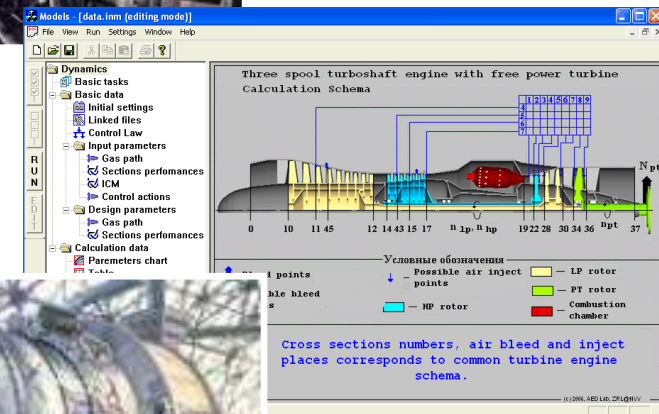 Models - [data.inm (editing mode)]
File View Run Settings Window Help
Dynamics
Basic tasks
Basic data
Initial settings
Linked files
Control Law
Input parameters
Gas path
Sections perfomances
ICM
Control actions
Design parameters
Gas path
Sections perfomances
Calculation data
Paremeters chart
RUN
EDIT
Three spool turboshaft engine with free power turbine
Calculation Schema
1 2 3 4 5 6 7 8 9
4
5
6
7
N pt
0 10 11 45 12 14 43 15 17 n lp, n hp 19 22 28 30 34 36 npt 37
Условные обозначения
points
Possible air inject points
LP rotor
bleed
HP rotor
PT rotor
Combustion chamber
Cross sections numbers, air bleed and inject
places corresponds to common turbine engine
schema.